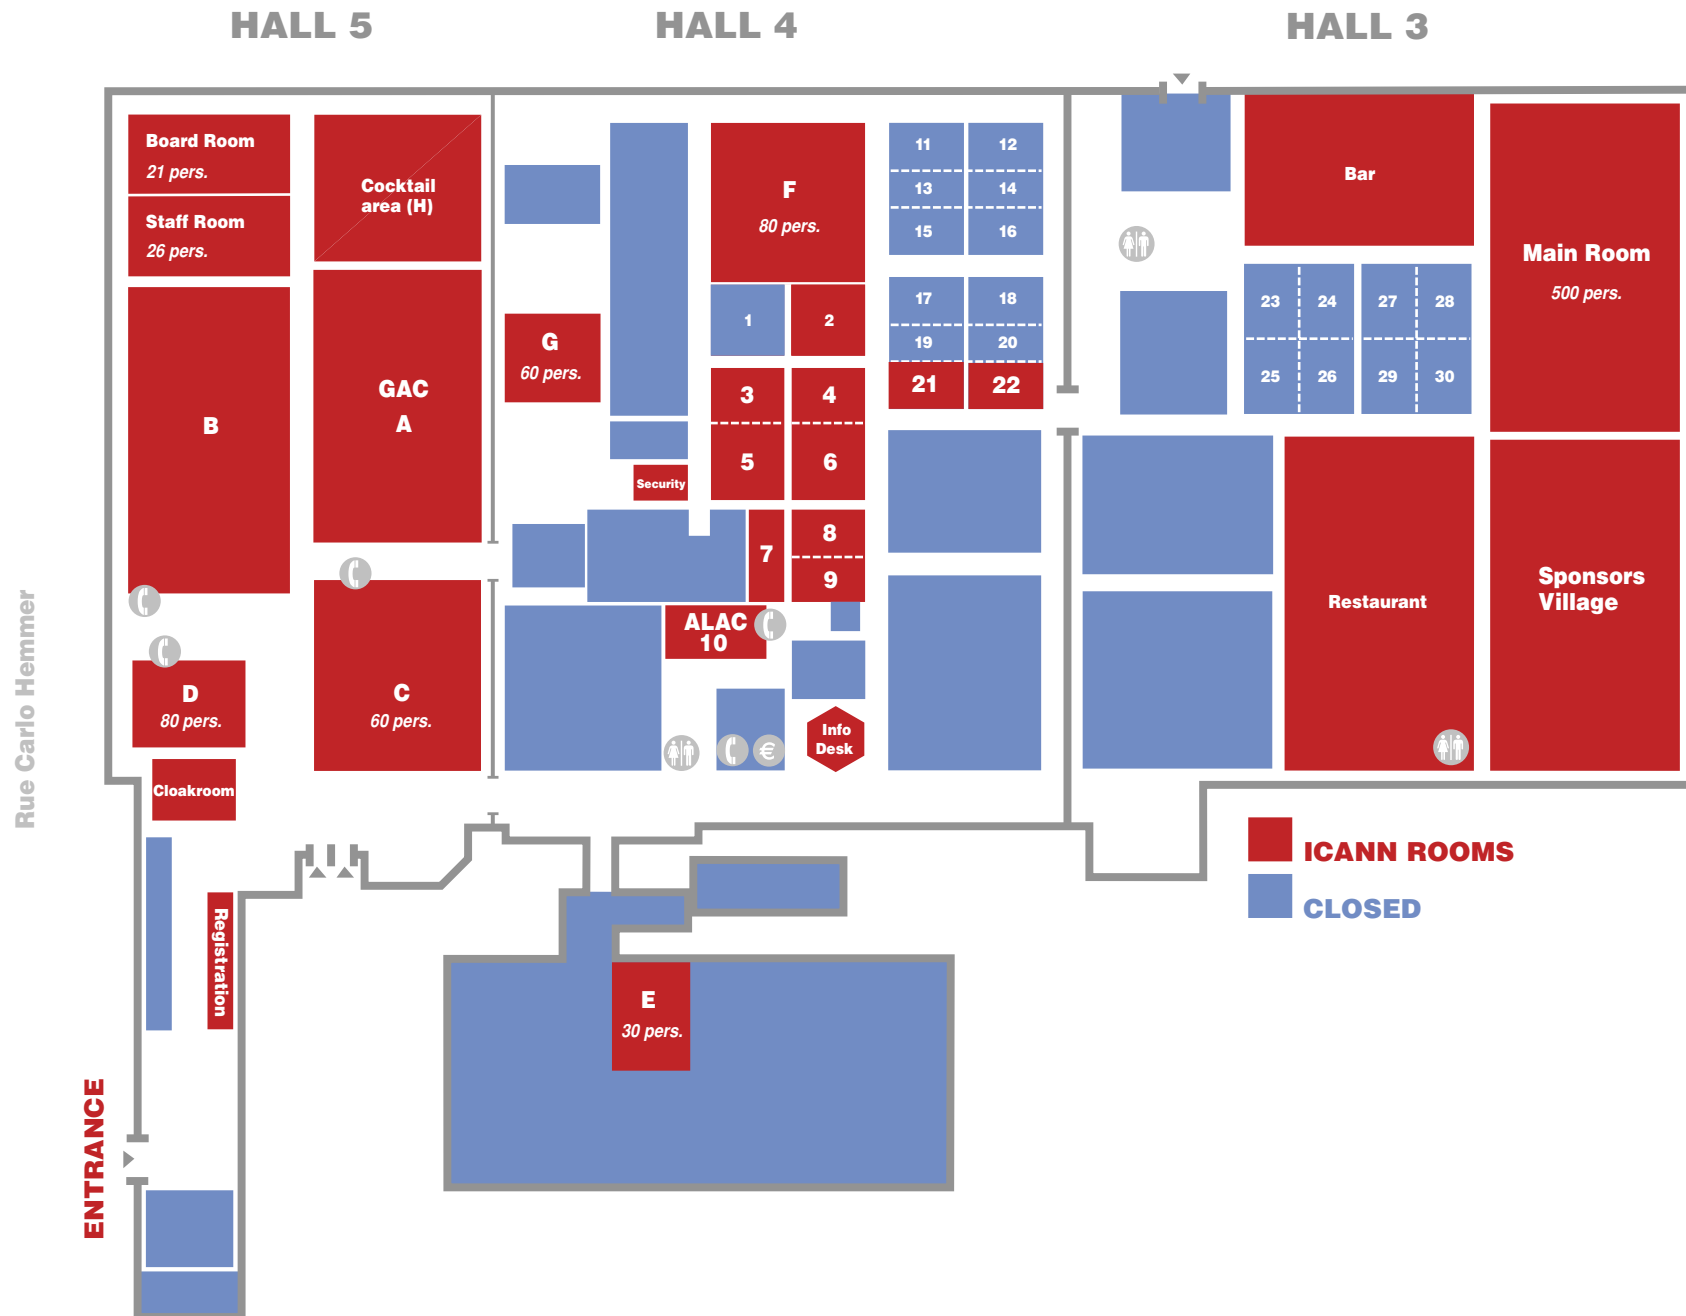 HALL 5
HALL 4
HALL 3
Board Room
21 pers.
Staff Room
26 pers.
Cocktail
area (H)
B
GAC
A
D
80 pers.
C
60 pers.
Cloakroom
Registration
ENTRANCE
Rue Carlo Hemmer
G
60 pers.
F
80 pers.
1
2
3
4
5
6
Security
7
8
9
ALAC
10
€
Info
Desk
11
12
13
14
15
16
17
18
19
20
21
22
E
30 pers.
Bar
23
24
27
28
25
26
29
30
Main Room
500 pers.
Restaurant
Sponsors
Village
ICANN ROOMS
CLOSED